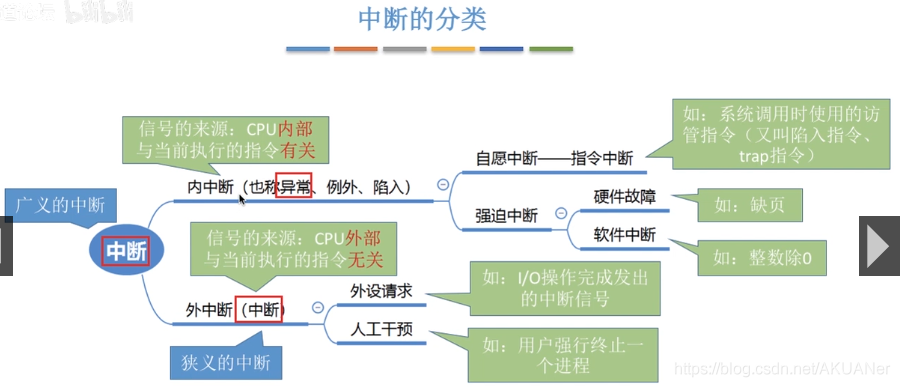 bilibili
中断的分类
信号的来源:CPU内部
与当前执行的指令有关
如:系统调用时使用的访
管指令(又叫陷入指令、
trap指令)
自愿中断——指令中断
内中断(也称异常、例外、陷入)
广义的中断
硬件故障
如:缺页
强迫中断
中断
信号的来源:CPU外部
与当前执行的指令无关
软件中断
如:整数除0
外设请求
如:I/O操作完成发出
的中断信号
外中断(中断)
人工干预
狭义的中断
如:用户强行终止一
个进程
https://blog.csdn.net/AKUANer